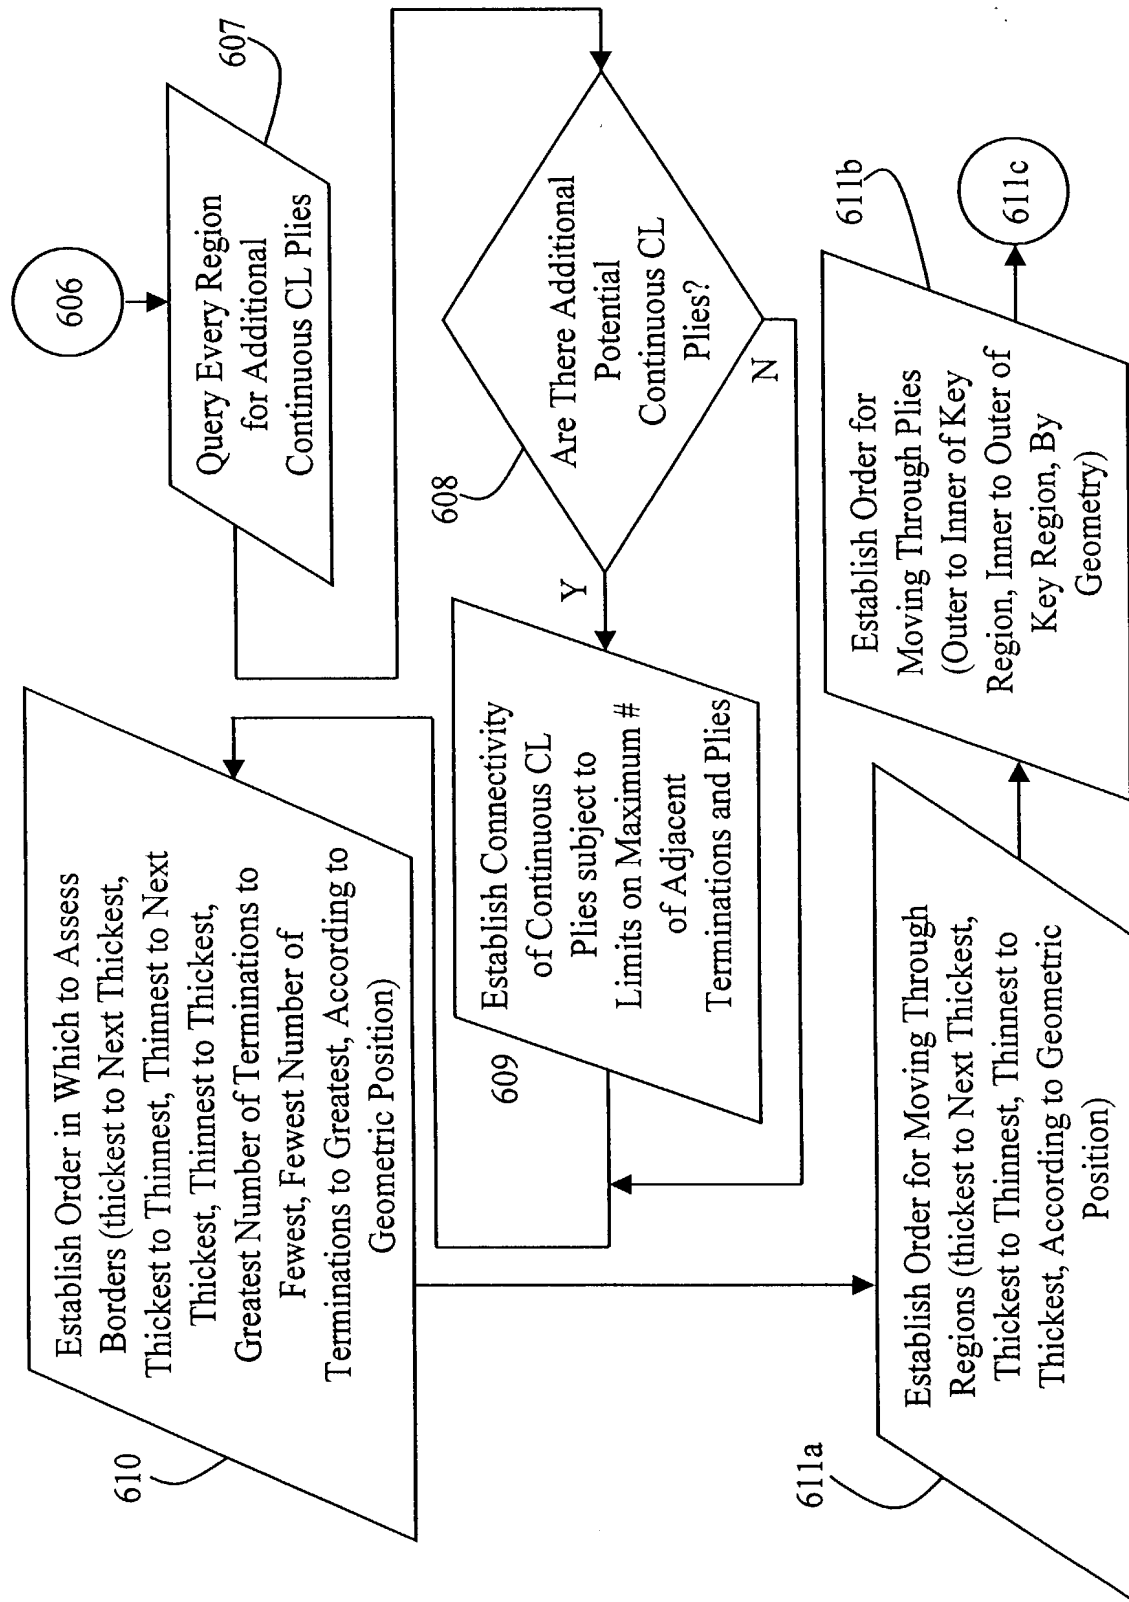 606
Query Every Region
for Additional
Continuous CL Plies
607
Are There Additional
Potential
Continuous CL
Plies?
608
Y
N
Establish Connectivity
of Continuous CL
Plies subject to
Limits on Maximum #
of Adjacent
Terminations and Plies
609
Establish Order in Which to Assess
Borders (thickest to Next Thickest,
Thickest to Thinnest, Thinnest to Next
Thickest, Thinnest to Thickest,
Greatest Number of Terminations to
Fewest, Fewest Number of
Terminations to Greatest, According to
Geometric Position)
610
Establish Order for Moving Through
Regions (thickest to Next Thickest,
Thickest to Thinnest, Thinnest to
Thickest, According to Geometric
Position)
611a
Establish Order for
Moving Through Plies
(Outer to Inner of Key
Region, Inner to Outer of
Key Region, By
Geometry)
611b
611c